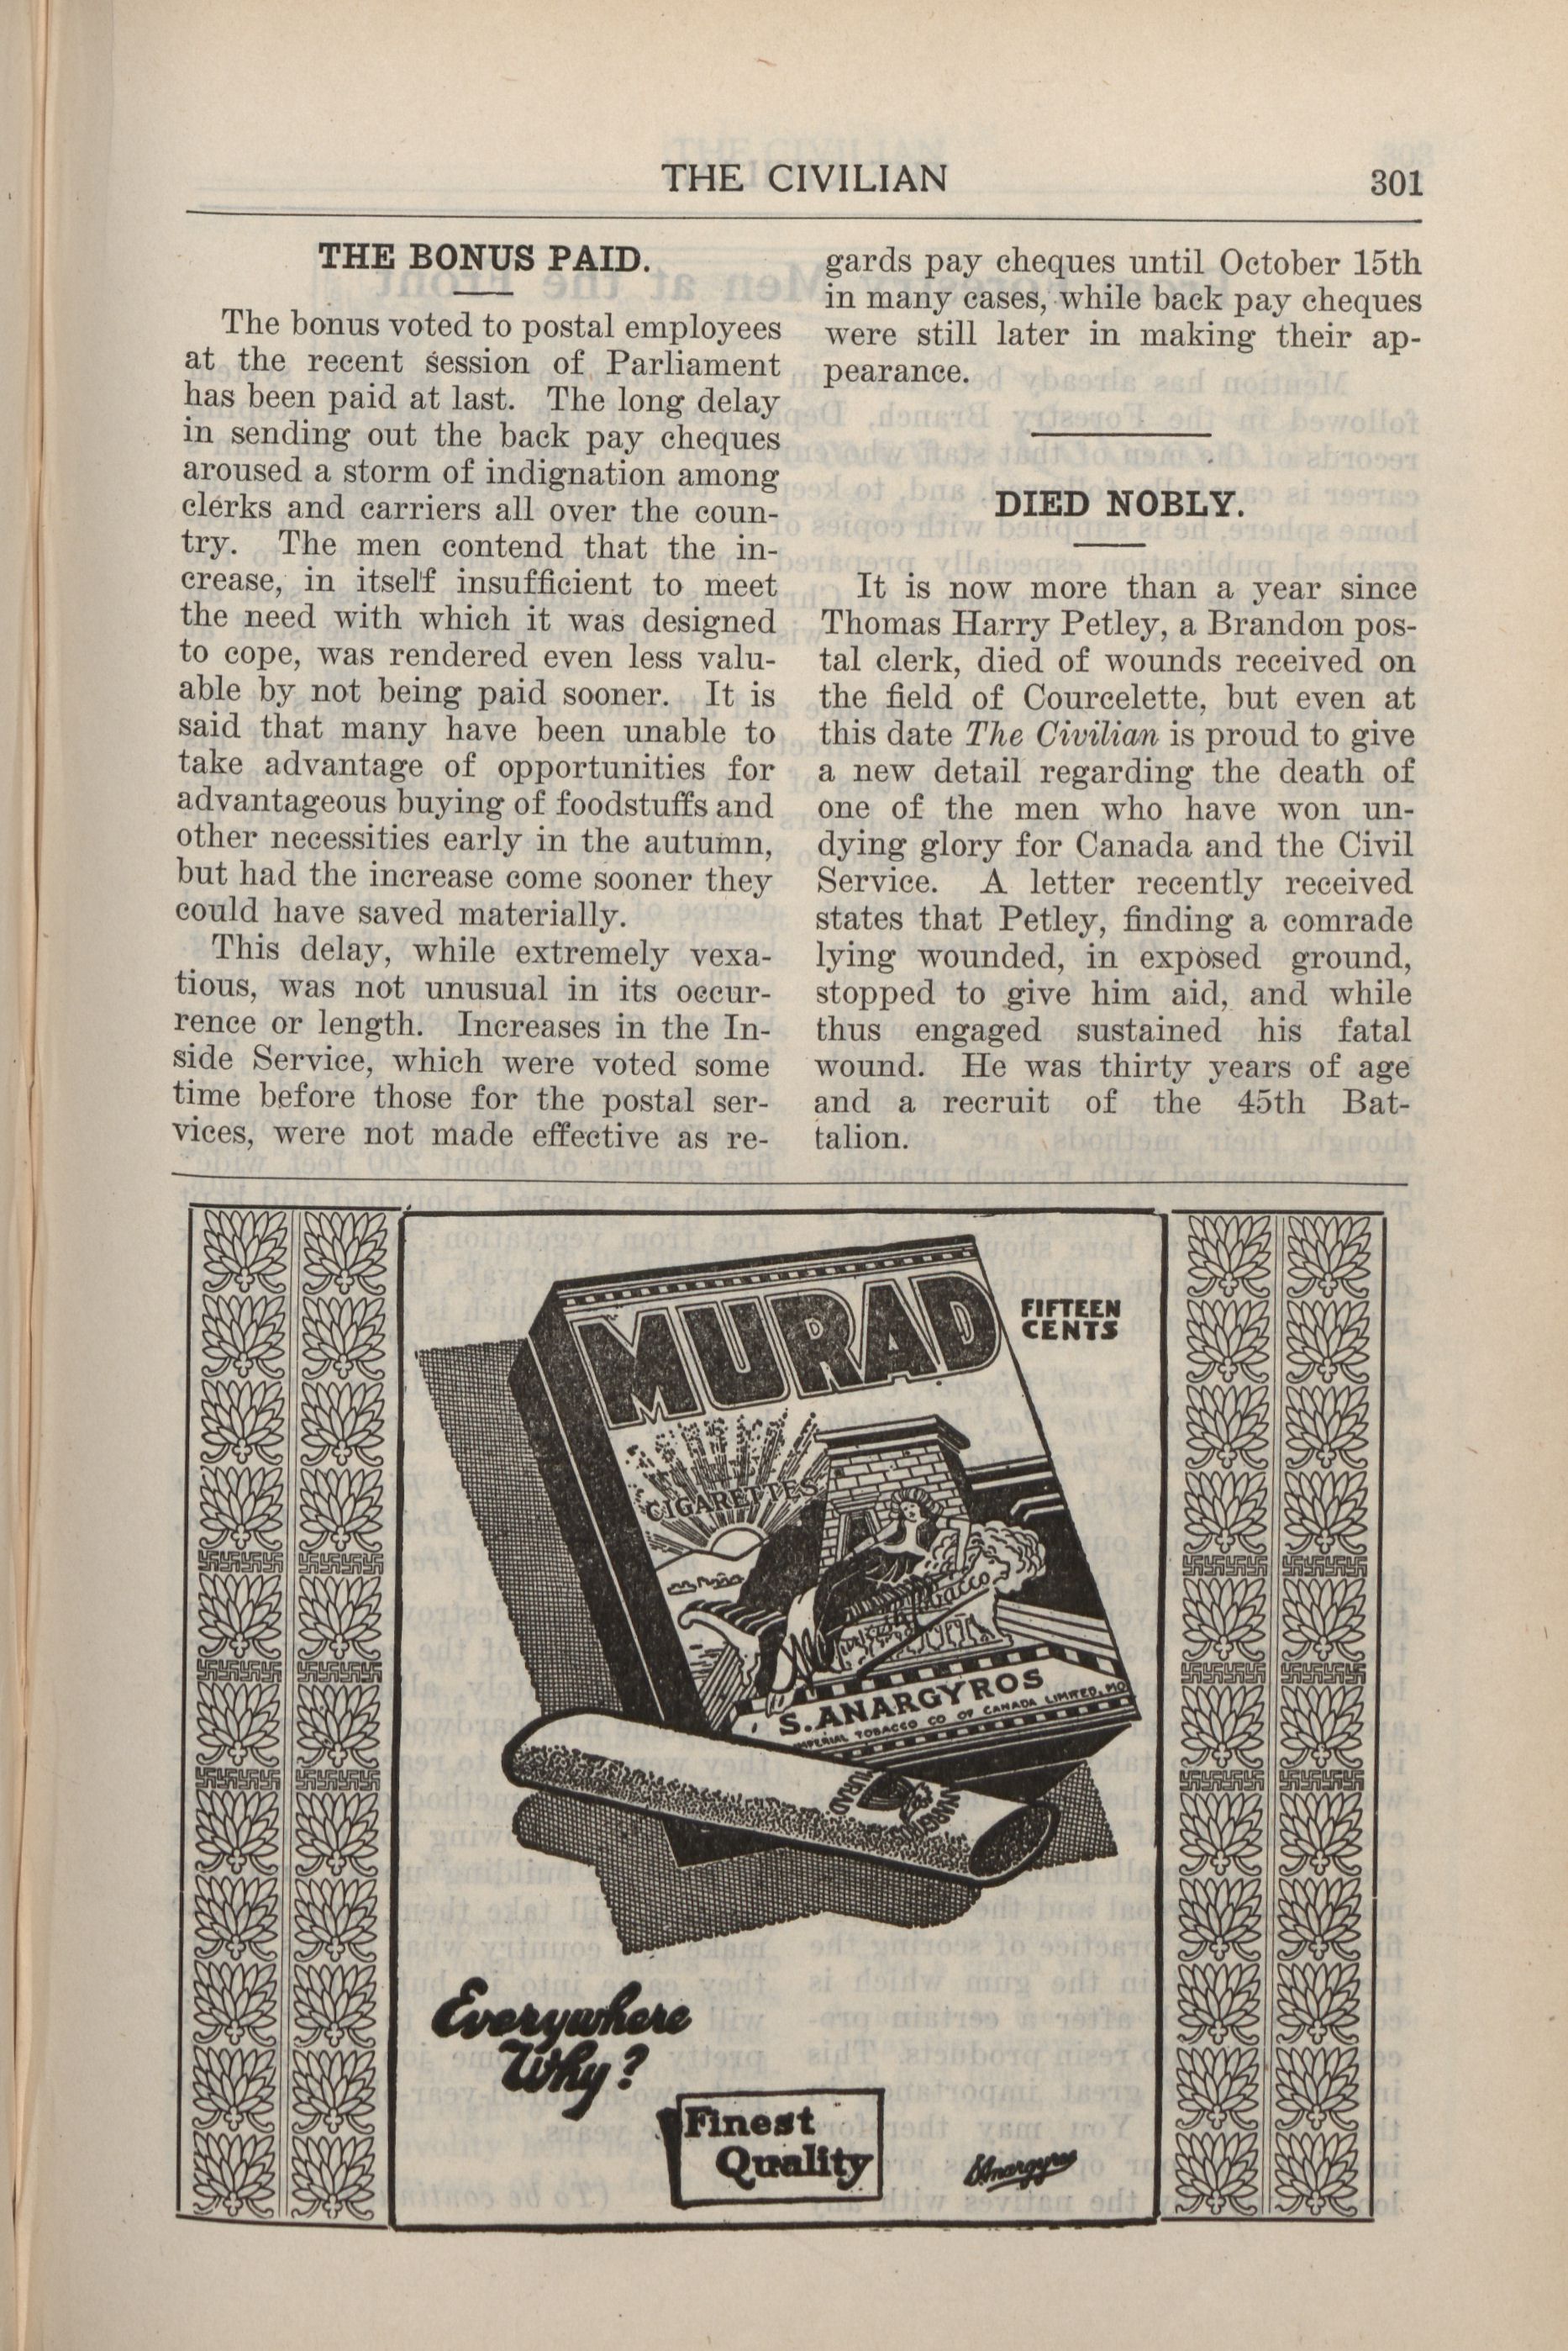 THE CIVILIAN
301
THE BONUS PAID.
The bonus voted to postal employees
at the recent session of Parliament
has been paid at last. The long delay
in sending out the back pay cheques
aroused a storm of indignation among
clerks and carriers all over the coun-
try. The men contend that the in-
crease, in itself insufficient to meet
the need with which it was designed
to cope, was rendered even less valu-
able by not being paid sooner. It is
said that many have been unable to
take advantage of opportunities for
advantageous buying of foodstuffs and
other necessities early in the autumn,
but had the increase come sooner they
could have saved materially.
This delay, while extremely vexa-
tious, was not unusual in its occur-
rence or length. Increases in the In-
side Service, which were voted some
time before those for the postal ser-
vices, were not made effective as re-
gards pay cheques until October 15th
in many cases, while back pay cheques
were still later in making their ap-
pearance.
DIED NOBLY.
It is now more than a year since
Thomas Harry Petley, a Brandon pos-
tal clerk, died of wounds received on
the field of Courcelette, but even at
this date The Civilian is proud to give
a new detail regarding the death of
one of the men who have won un-
dying glory for Canada and the Civil
Service. A letter recently received
states that Petley, finding a comrade
lying wounded, in exposed ground,
stopped to give him aid, and while
thus engaged sustained his fatal
wound. He was thirty years of age
and a recruit of the 45th Bat-
talion.
MURAD
FIFTEEN
CENTS
CIGARETTES
S. ANARGYROS
IMPERIAL TOBACCO CO OF CANADA LIMITED, MO
MURAD
Everywhere
Why?
Finest
Quality
S Anargyros